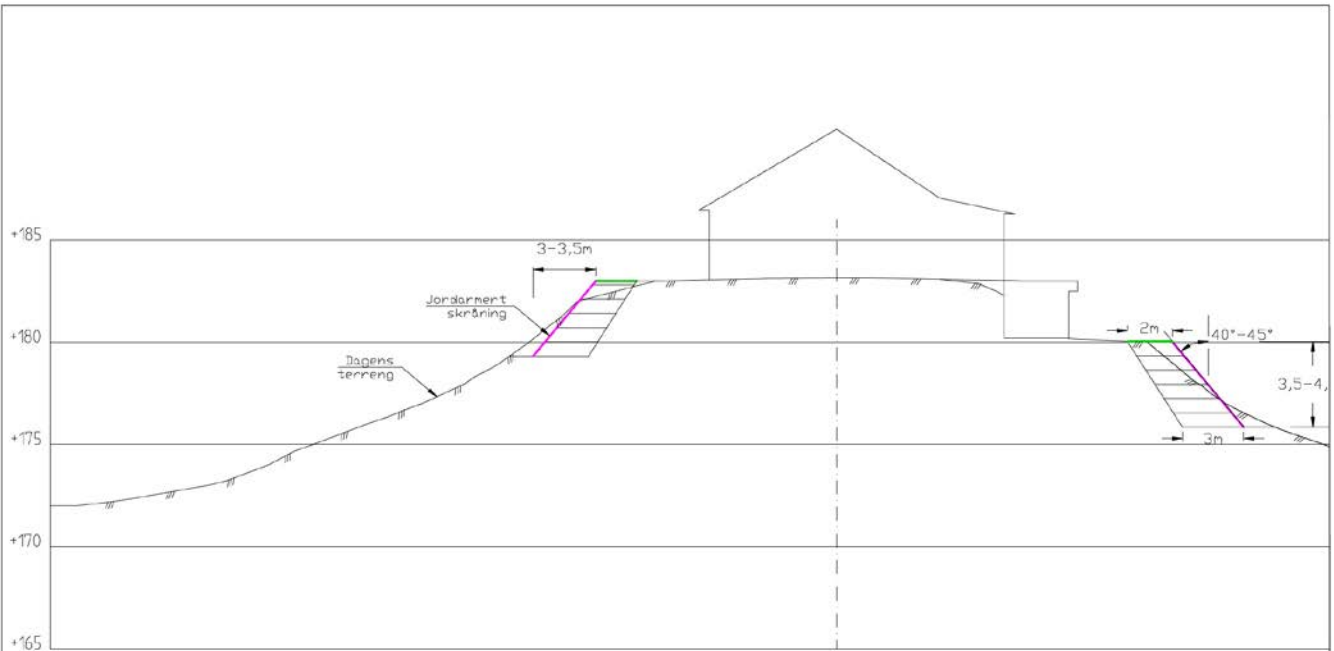 +185
3-3,5m
Jordarmert
skråning
+180
2m
40°-45°
Dagens
terreng
3,5-4,
+175
3m
+170
+165